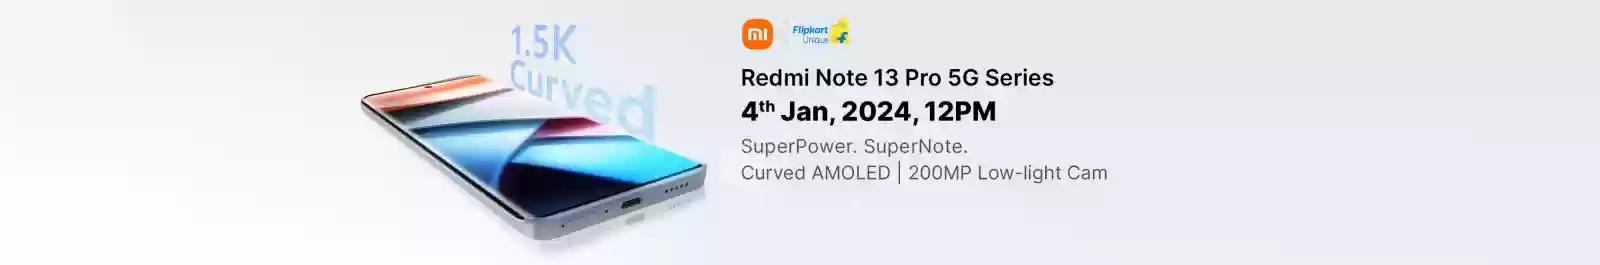 1.5K
Curved
mi
Flipkart
Unique
Redmi Note 13 Pro 5G Series
4th Jan, 2024, 12PM
SuperPower. SuperNote.
Curved AMOLED | 200MP Low-light Cam